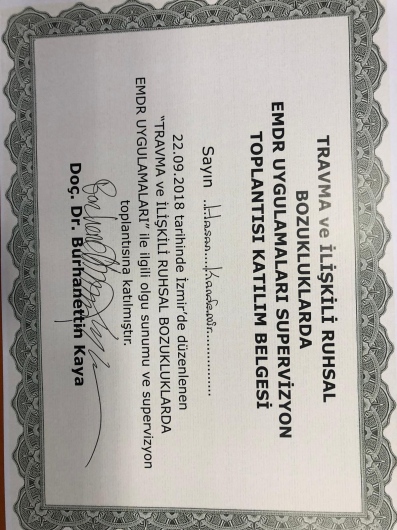 TRAVMA ve İLİŞKİLİ RUHSAL
BOZUKLUKLARDA
EMDR UYGULAMALARI SUPERVİZYON
TOPLANTISI KATILIM BELGESİ
Sayın ..Hasan.....................
22.09.2018 tarihinde İzmir'de düzenlenen
"TRAVMA ve İLİŞKİLİ RUHSAL BOZUKLUKLARDA
EMDR UYGULAMALARI" ile ilgili olgu sunumu ve supervizyon
toplantısına katılmıştır.
Doç. Dr. Burhanettin Kaya